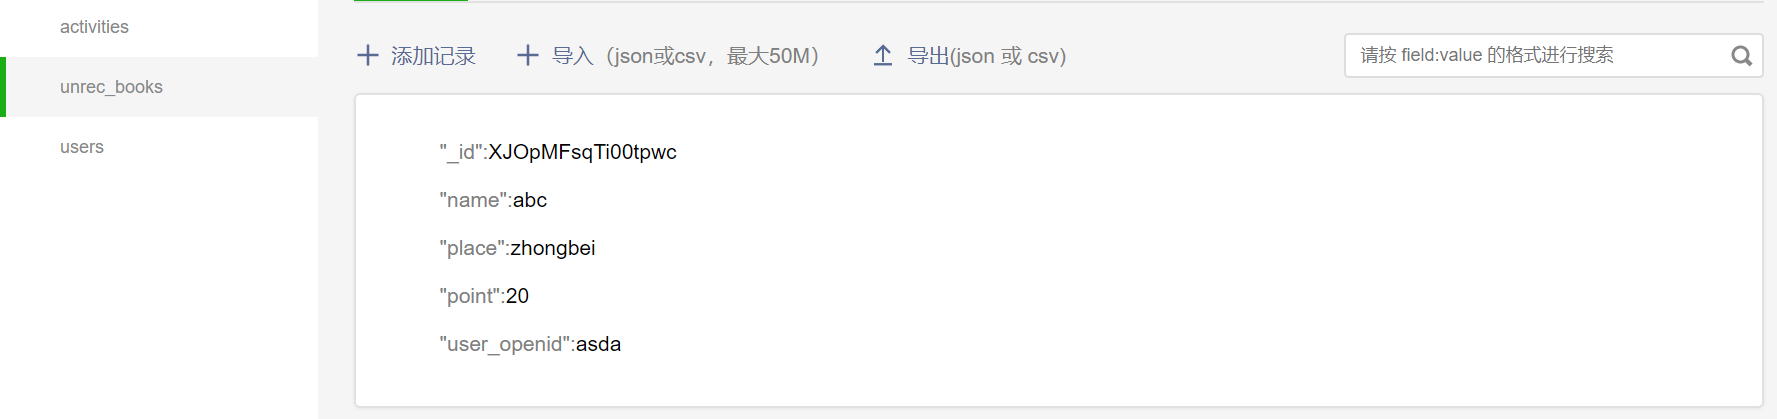 activities
unrec_books
users
添加记录
导入（json或csv，最大50M）
导出(json 或 csv)
请按 field:value 的格式进行搜索
"_id":XJOpMFsqTi00tpwc
"name":abc
"place":zhongbei
"point":20
"user_openid":asda